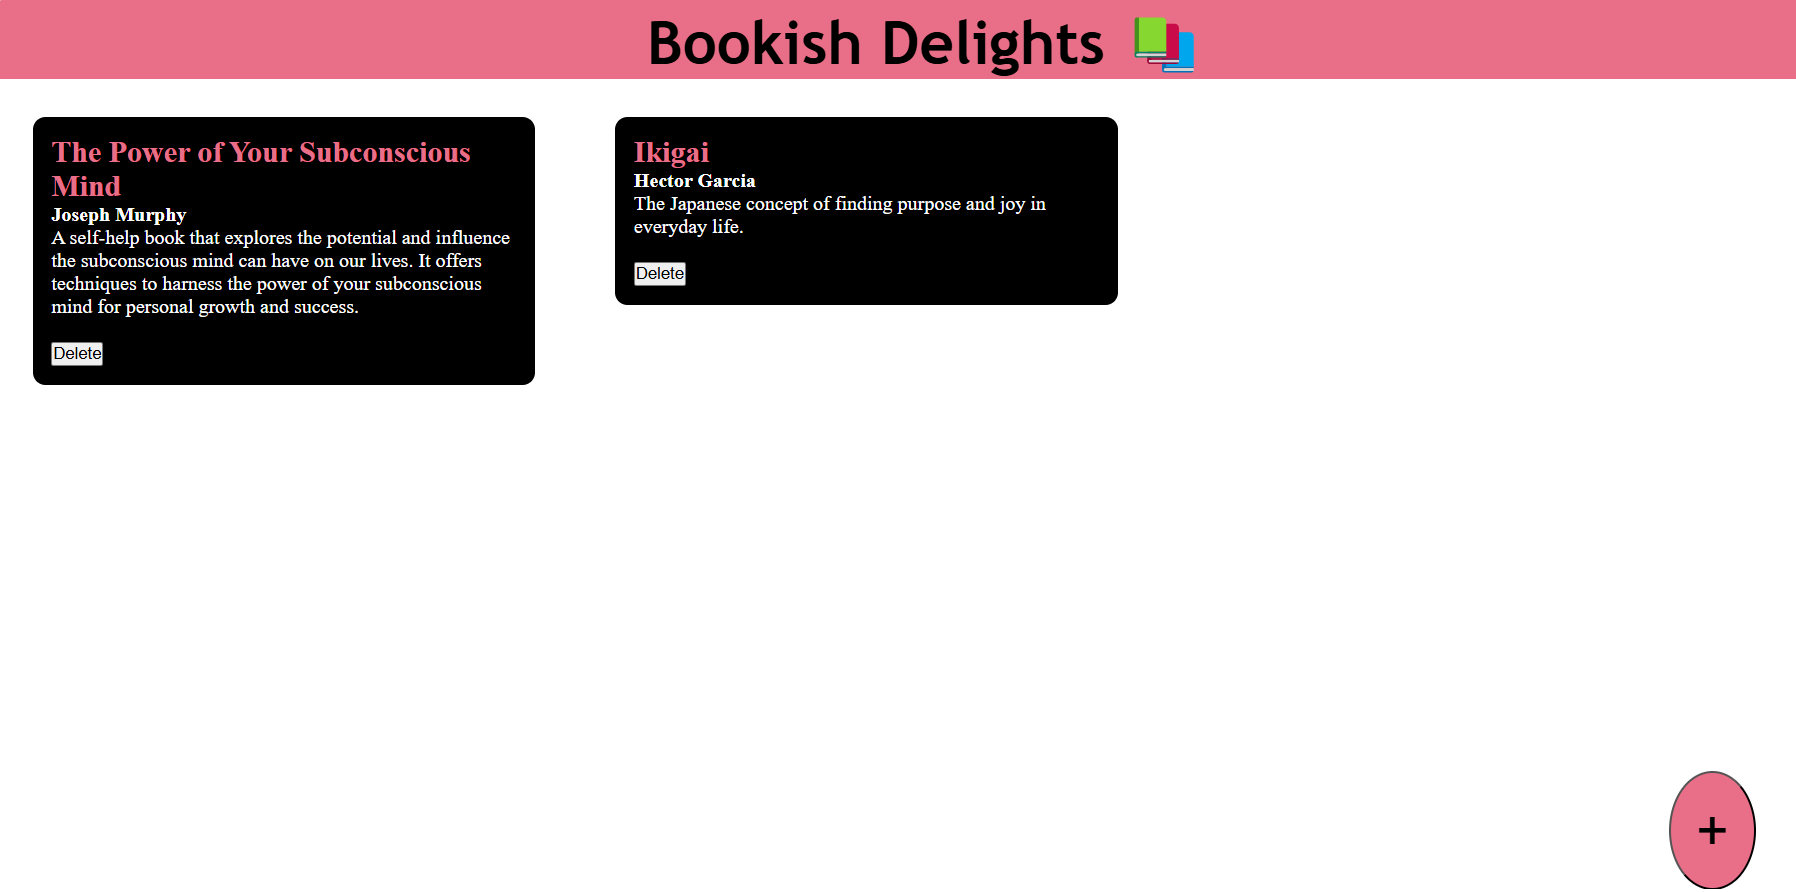 Bookish Delights 📚
The Power of Your Subconscious
Mind
Joseph Murphy
A self-help book that explores the potential and influence
the subconscious mind can have on our lives. It offers
techniques to harness the power of your subconscious
mind for personal growth and success.
Delete
Ikigai
Hector Garcia
The Japanese concept of finding purpose and joy in
everyday life.
Delete
+